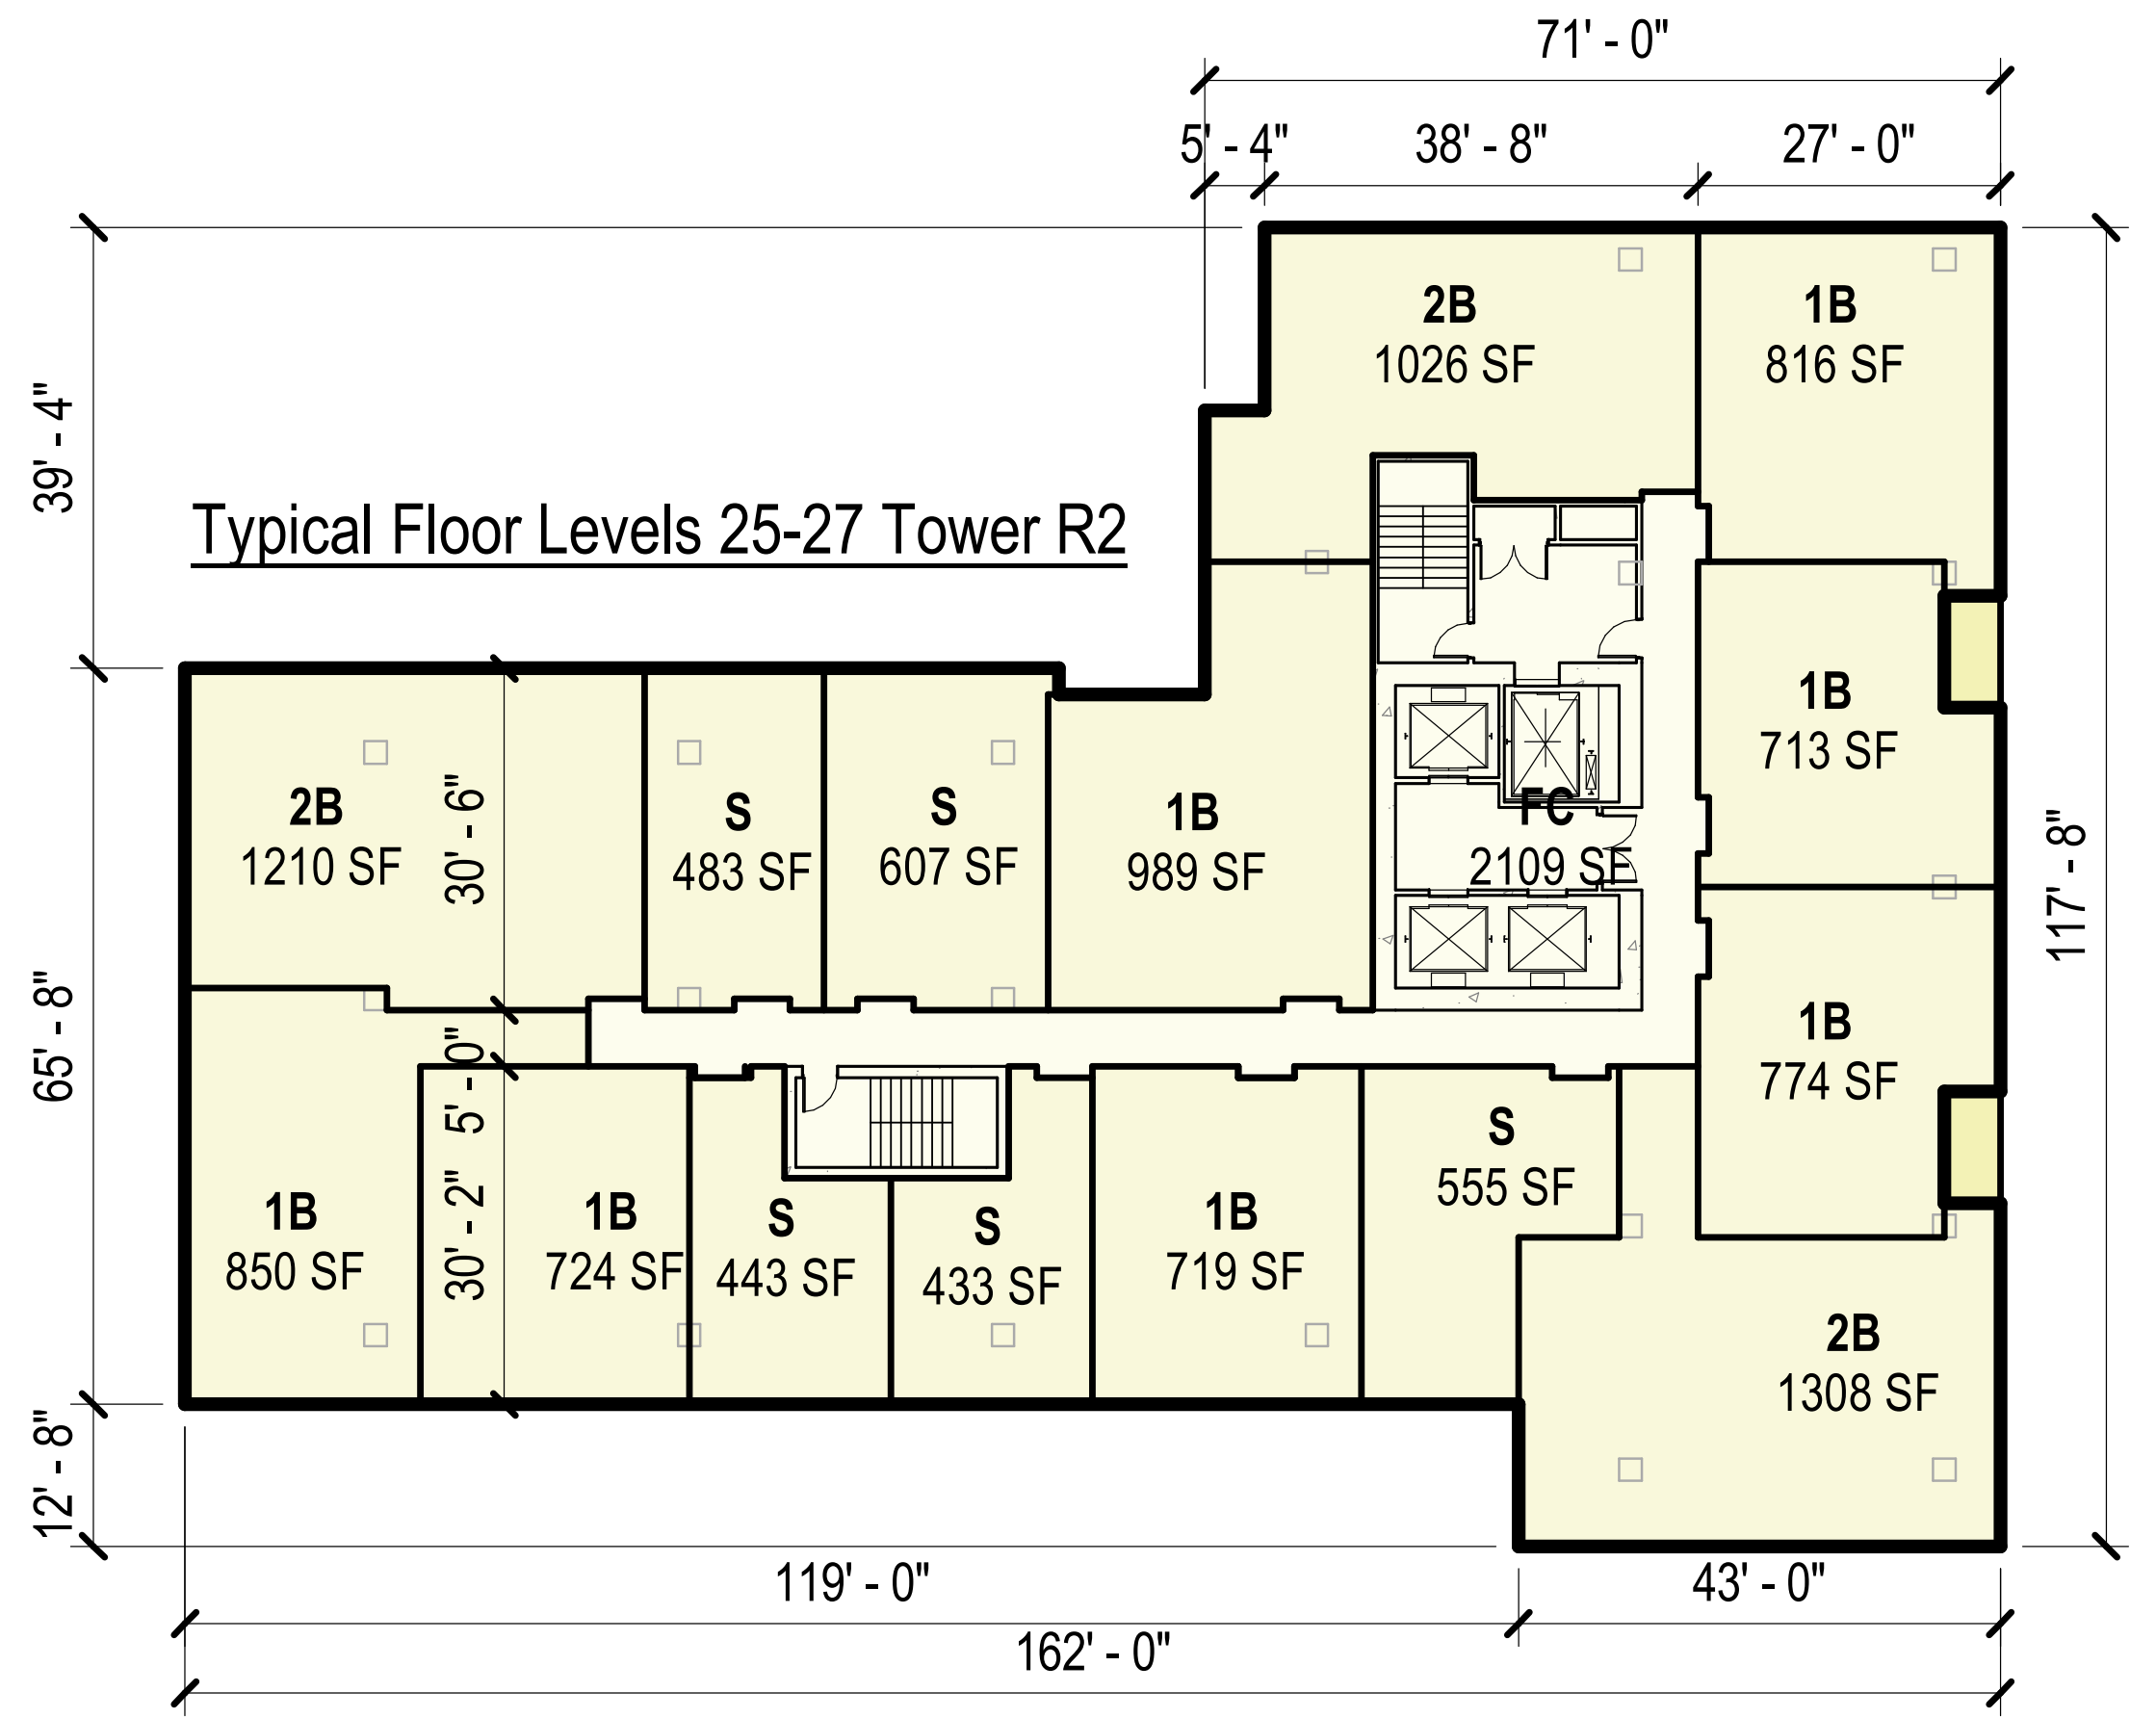 71' - 0"
5' - 4"
38' - 8"
27' - 0"
2B
1026 SF
1B
816 SF
39' - 4"
Typical Floor Levels 25-27 Tower R2
1B
713 SF
2B
1210 SF
30' - 6"
S
483 SF
S
607 SF
1B
989 SF
FC
2109 SF
117' - 8"
65' - 8"
5' - 0"
1B
774 SF
S
555 SF
1B
850 SF
30' - 2"
1B
724 SF
S
443 SF
S
433 SF
1B
719 SF
2B
1308 SF
12' - 8"
119' - 0"
43' - 0"
162' - 0"